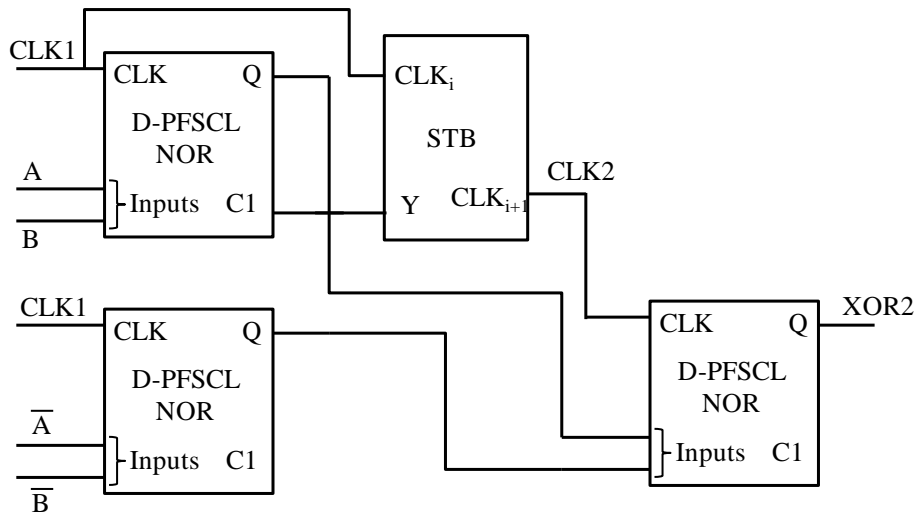 CLK1
CLK Q
D-PFSCL
NOR
A
B
Inputs C1
CLKᵢ
STB
Y CLKᵢ₊₁
CLK2
CLK1
CLK Q
D-PFSCL
NOR
A̅
B̅
Inputs C1
CLK Q
D-PFSCL
NOR
Inputs C1
XOR2